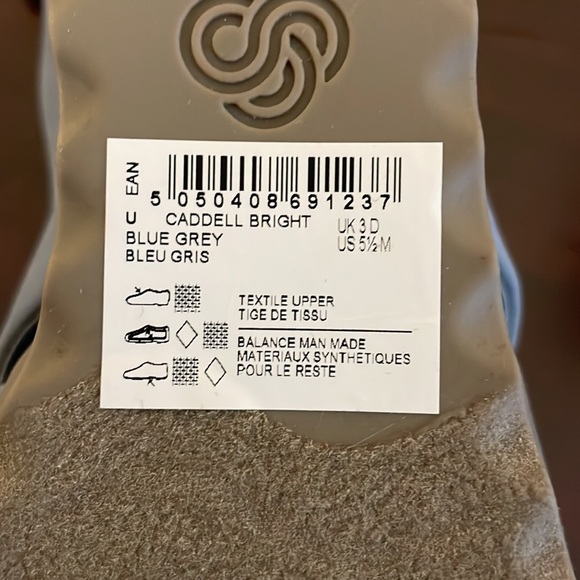 EAN
5 050408 691237
U CADDELL BRIGHT UK 3 D
BLUE GREY US 5½ M
BLEU GRIS
TEXTILE UPPER
TIGE DE TISSU
BALANCE MAN MADE
MATERIAUX SYNTHETIQUES
POUR LE RESTE